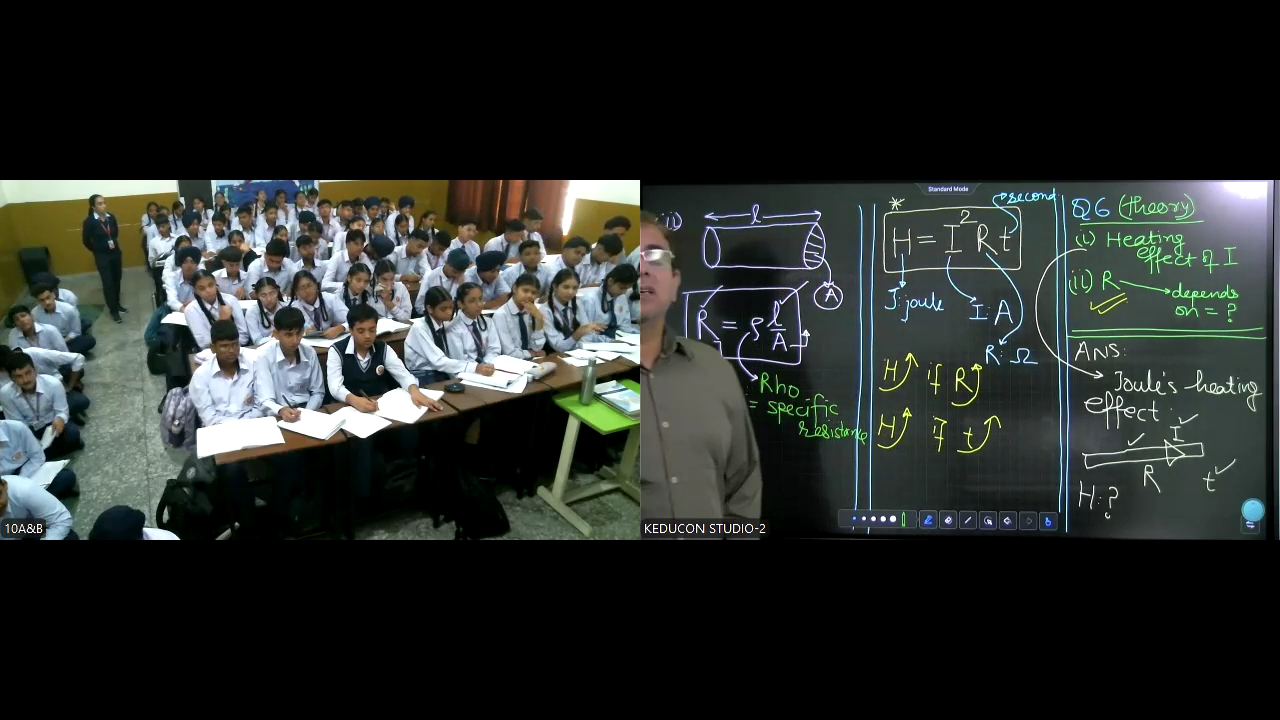 10A&B
KEDUCON STUDIO-2
Standard Mode
ii)
l
A
R = ρ l/A
Rho
= specific
resistance
*
second
H = I²Rt
J: joule
I: A
R: Ω
H if R
H if t
Q6 (theory)
(i) Heating
effect of I
(ii) R depends
on = ?
ANS:
Joule's heating
effect:
I
R
t
H: ?